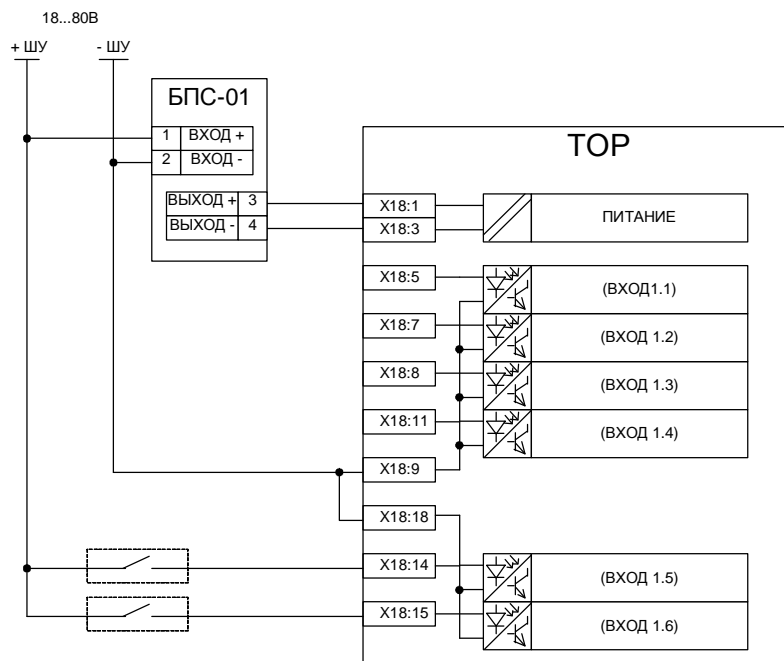 18...80В
+ ШУ
- ШУ
БПС-01
1 ВХОД +
2 ВХОД -
ВЫХОД + 3
ВЫХОД - 4
ТОР
X18:1
X18:3
ПИТАНИЕ
X18:5
(ВХОД1.1)
X18:7
(ВХОД 1.2)
X18:8
(ВХОД 1.3)
X18:11
(ВХОД 1.4)
X18:9
X18:18
X18:14
(ВХОД 1.5)
X18:15
(ВХОД 1.6)